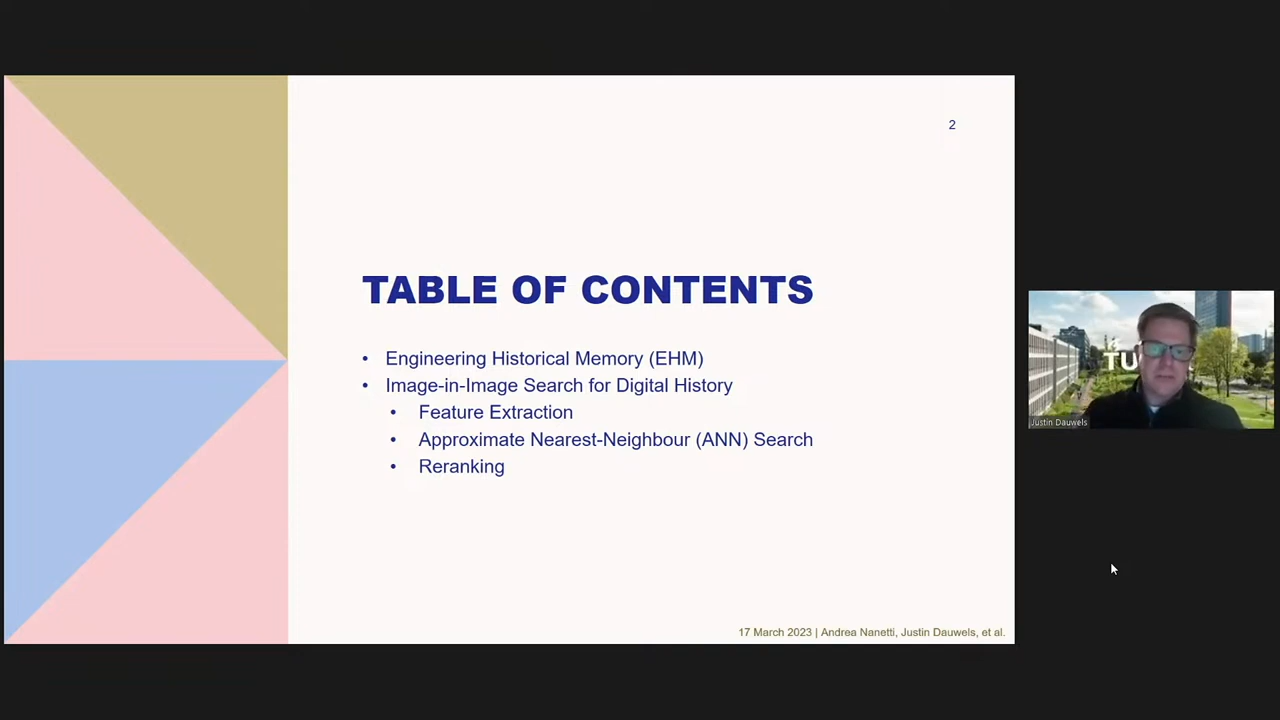 2
TABLE OF CONTENTS
• Engineering Historical Memory (EHM)
• Image-in-Image Search for Digital History
• Feature Extraction
• Approximate Nearest-Neighbour (ANN) Search
• Reranking
17 March 2023 | Andrea Nanetti, Justin Dauwels, et al.
TU
Justin Dauwels